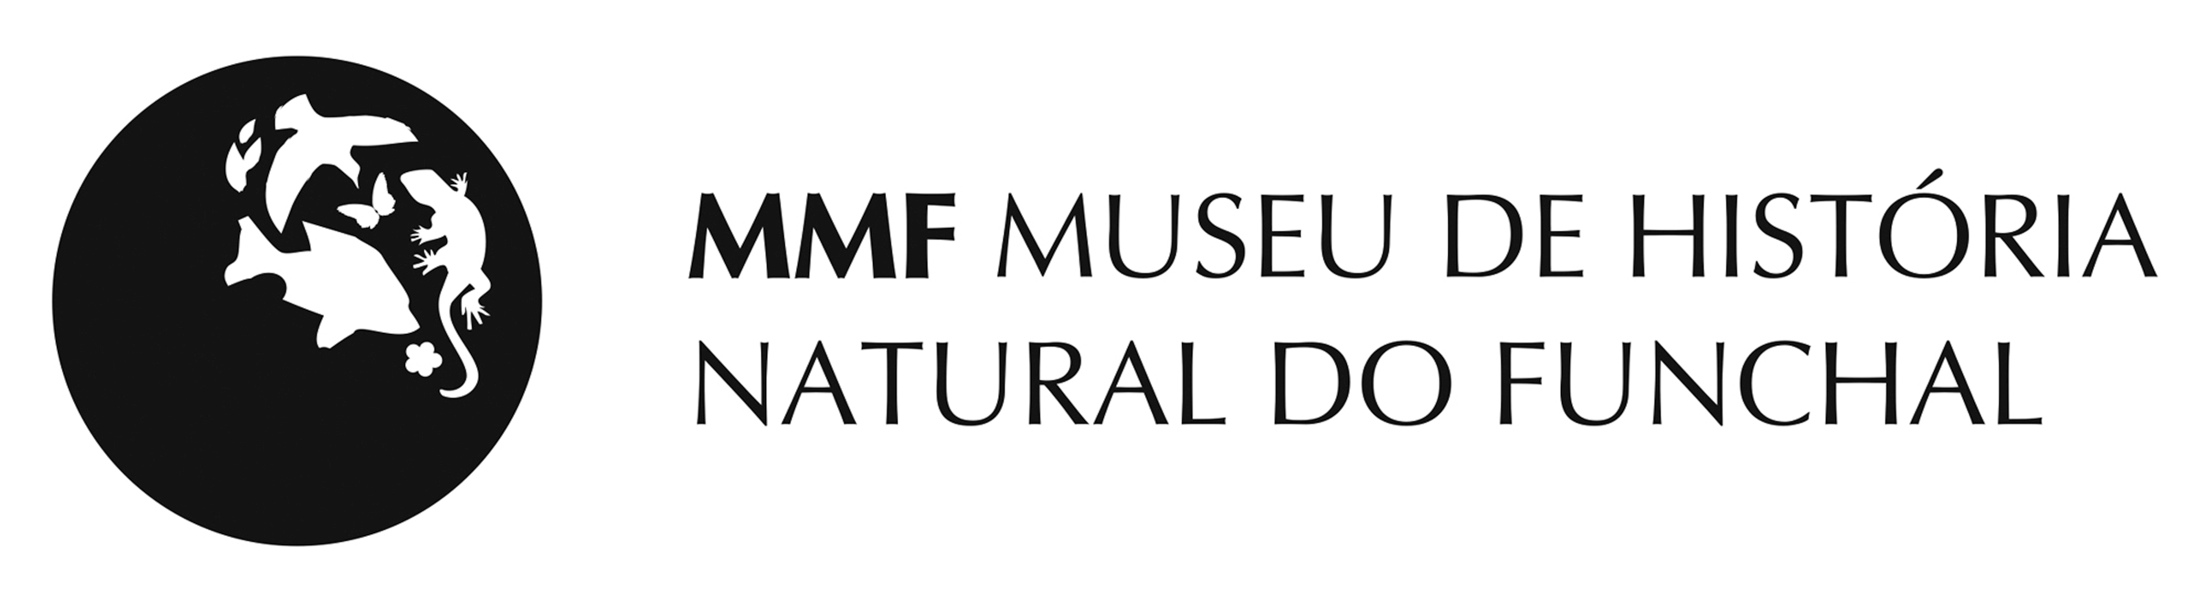 MMF MUSEU DE HISTÓRIA
NATURAL DO FUNCHAL